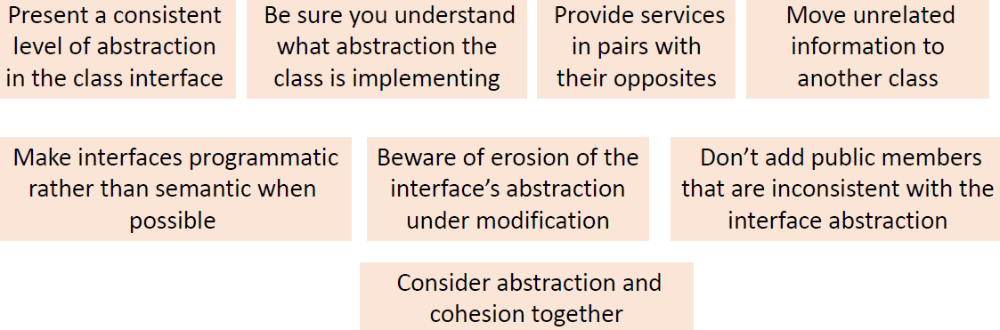 Present a consistent
level of abstraction
in the class interface
Be sure you understand
what abstraction the
class is implementing
Provide services
in pairs with
their opposites
Move unrelated
information to
another class
Make interfaces programmatic
rather than semantic when
possible
Beware of erosion of the
interface’s abstraction
under modification
Don’t add public members
that are inconsistent with the
interface abstraction
Consider abstraction and
cohesion together